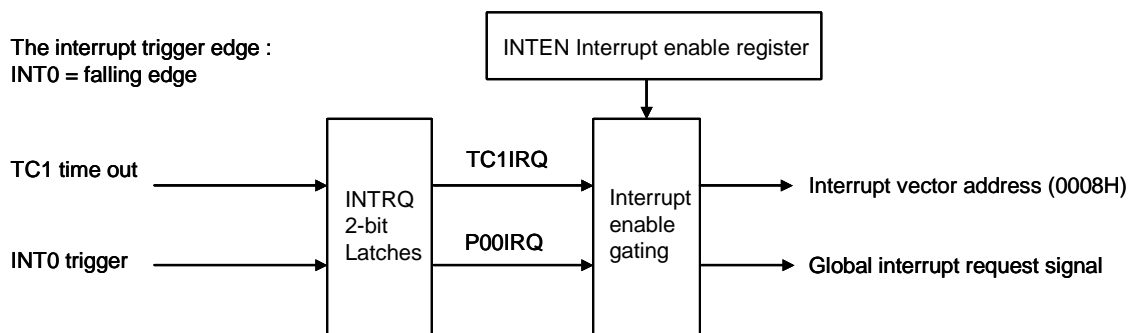 The interrupt trigger edge :
INT0 = falling edge
INTEN Interrupt enable register
TC1 time out
INT0 trigger
INTRQ
2-bit
Latches
TC1IRQ
P00IRQ
Interrupt
enable
gating
Interrupt vector address (0008H)
Global interrupt request signal